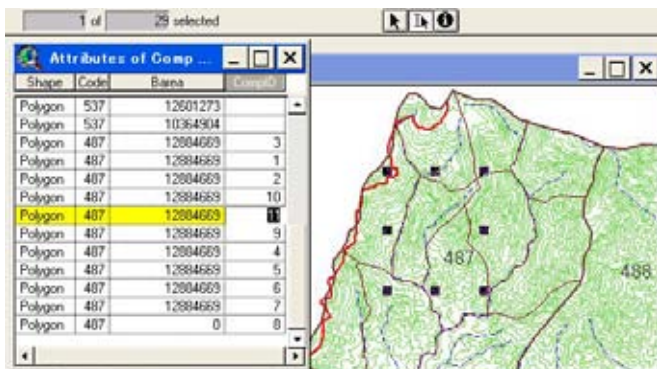 1 of 29 selected
Attributes of Comp ...
Shape Code Barea CompID
Polygon 537 12601273
Polygon 537 10364904
Polygon 487 12884669 3
Polygon 487 12884669 1
Polygon 487 12884669 2
Polygon 487 12884669 10
Polygon 487 12884669 11
Polygon 487 12884669 9
Polygon 487 12884669 4
Polygon 487 12884669 5
Polygon 487 12884669 6
Polygon 487 12884669 7
Polygon 487 0 8
487
488